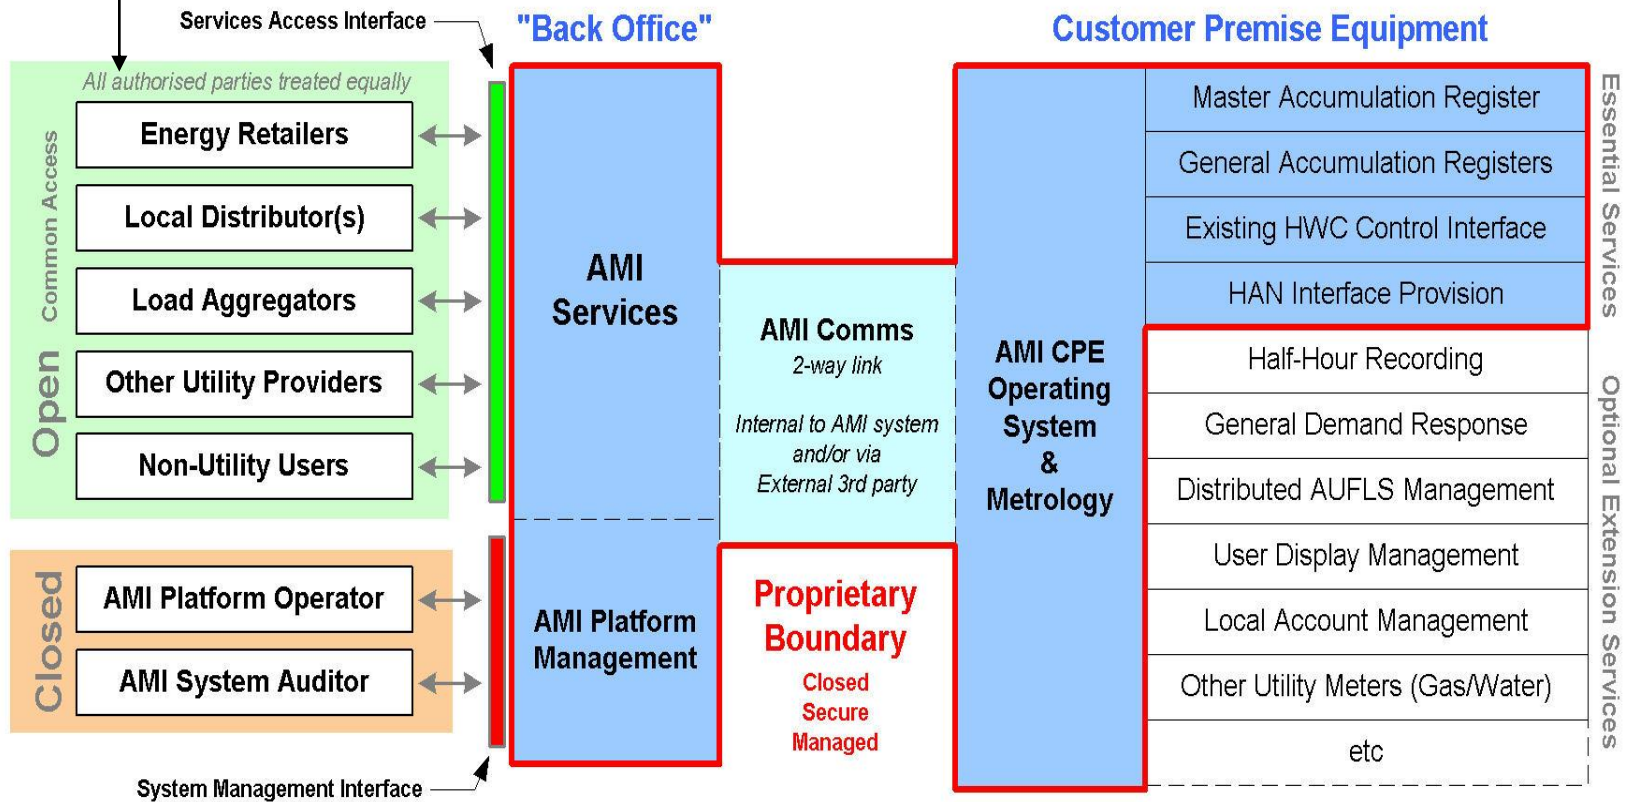 Services Access Interface
"Back Office"
Customer Premise Equipment
All authorised parties treated equally
Energy Retailers
Local Distributor(s)
Load Aggregators
Other Utility Providers
Non-Utility Users
Open
Common Access
AMI Platform Operator
AMI System Auditor
Closed
System Management Interface
AMI
Services
AMI Platform
Management
AMI Comms
2-way link
Internal to AMI system
and/or via
External 3rd party
Proprietary
Boundary
Closed
Secure
Managed
AMI CPE
Operating
System
&
Metrology
Master Accumulation Register
General Accumulation Registers
Existing HWC Control Interface
HAN Interface Provision
Half-Hour Recording
General Demand Response
Distributed AUFLS Management
User Display Management
Local Account Management
Other Utility Meters (Gas/Water)
etc
Essential Services
Optional Extension Services